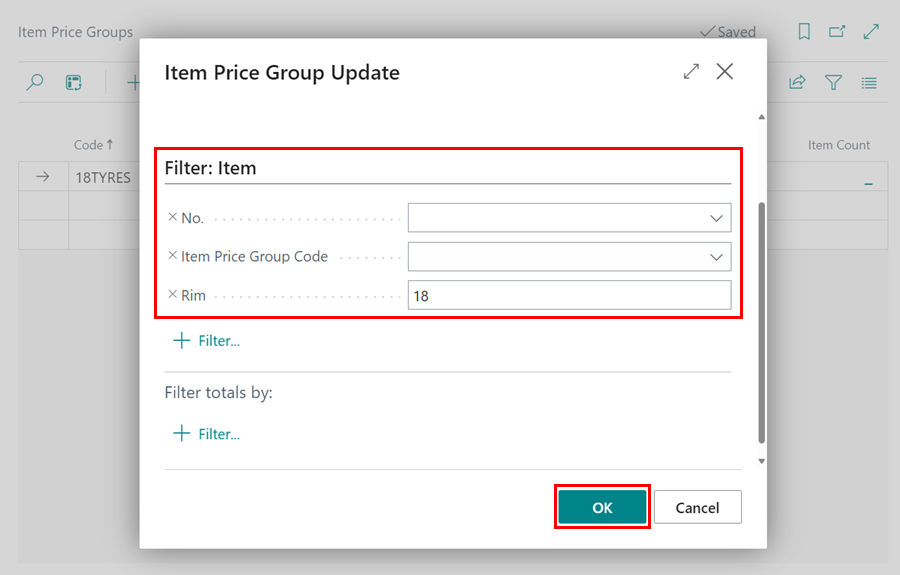 Item Price Groups
Saved
Item Price Group Update
Code
Item Count
18TYRES
Filter: Item
No.
Item Price Group Code
Rim
18
Filter...
Filter totals by:
Filter...
OK
Cancel